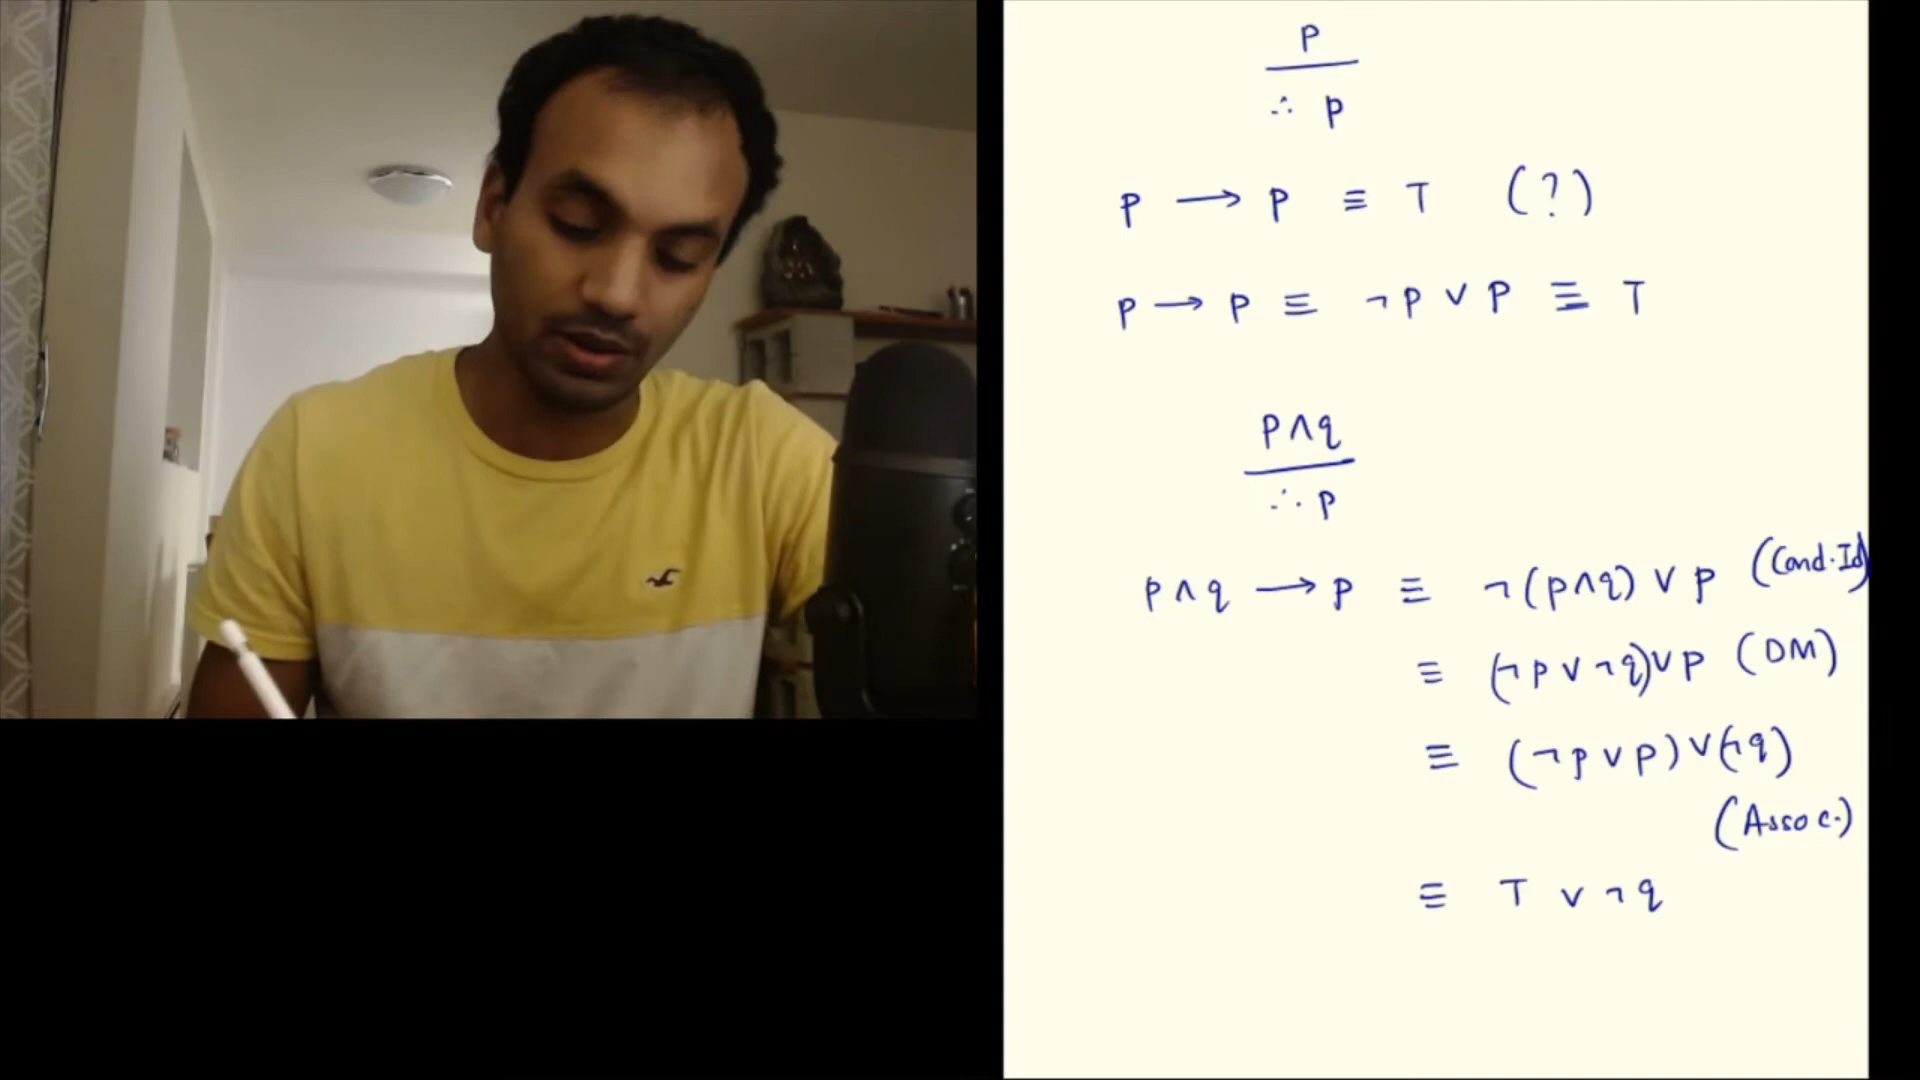 p
∴ p
p → p ≡ T (?)
p → p ≡ ¬p ∨ p ≡ T
p∧q
∴ p
p ∧ q → p ≡ ¬(p∧q) ∨ p (Cond.Id)
≡ (¬p ∨ ¬q)∨p (DM)
≡ (¬p ∨ p)∨(¬q)
(Assoc.)
≡ T ∨ ¬q